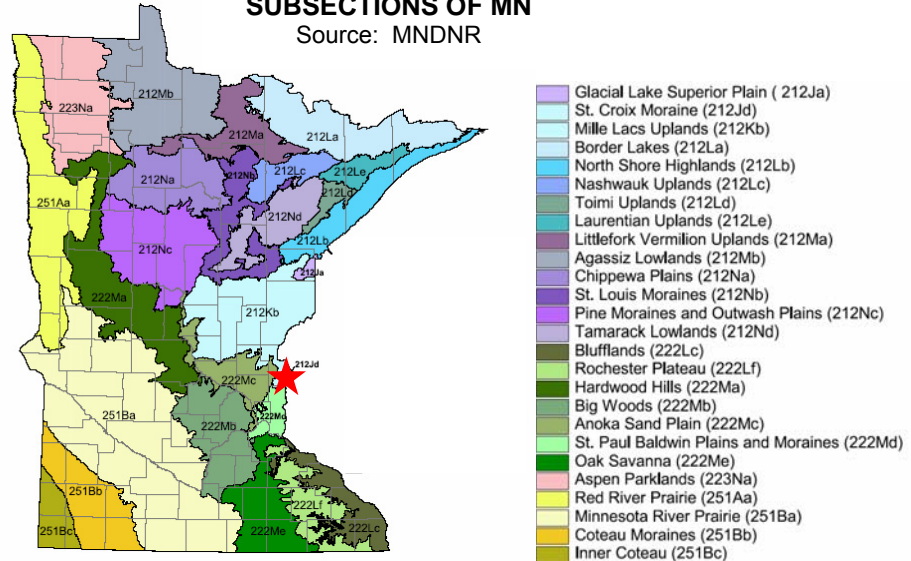 SUBSECTIONS OF MN
Source: MNDNR
223Na
212Mb
212Ma
212La
212Na
212Nb
212Lc
212Le
212Ld
251Aa
212Nd
212Nc
212Lb
212Ja
222Ma
212Kb
212Jd
222Mc
251Ba
222Mb
222Md
251Bb
222Lf
251Bc
222Me
222Lc
Glacial Lake Superior Plain ( 212Ja)
St. Croix Moraine (212Jd)
Mille Lacs Uplands (212Kb)
Border Lakes (212La)
North Shore Highlands (212Lb)
Nashwauk Uplands (212Lc)
Toimi Uplands (212Ld)
Laurentian Uplands (212Le)
Littlefork Vermilion Uplands (212Ma)
Agassiz Lowlands (212Mb)
Chippewa Plains (212Na)
St. Louis Moraines (212Nb)
Pine Moraines and Outwash Plains (212Nc)
Tamarack Lowlands (212Nd)
Blufflands (222Lc)
Rochester Plateau (222Lf)
Hardwood Hills (222Ma)
Big Woods (222Mb)
Anoka Sand Plain (222Mc)
St. Paul Baldwin Plains and Moraines (222Md)
Oak Savanna (222Me)
Aspen Parklands (223Na)
Red River Prairie (251Aa)
Minnesota River Prairie (251Ba)
Coteau Moraines (251Bb)
Inner Coteau (251Bc)